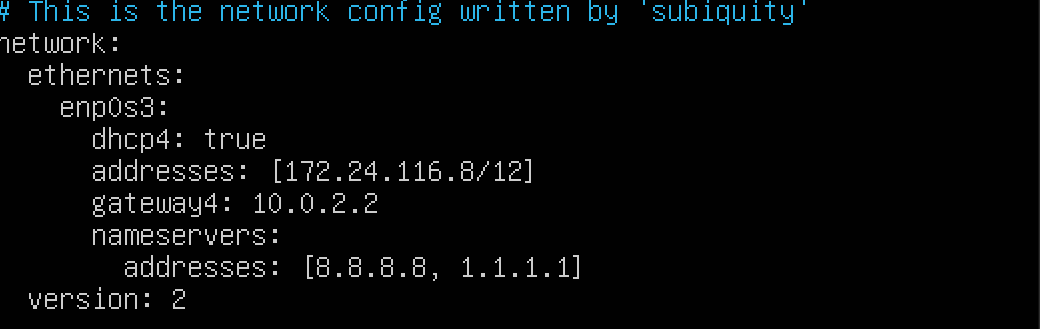 # This is the network config written by 'subiquity'
network:
  ethernets:
    enp0s3:
      dhcp4: true
      addresses: [172.24.116.8/12]
      gateway4: 10.0.2.2
      nameservers:
        addresses: [8.8.8.8, 1.1.1.1]
  version: 2